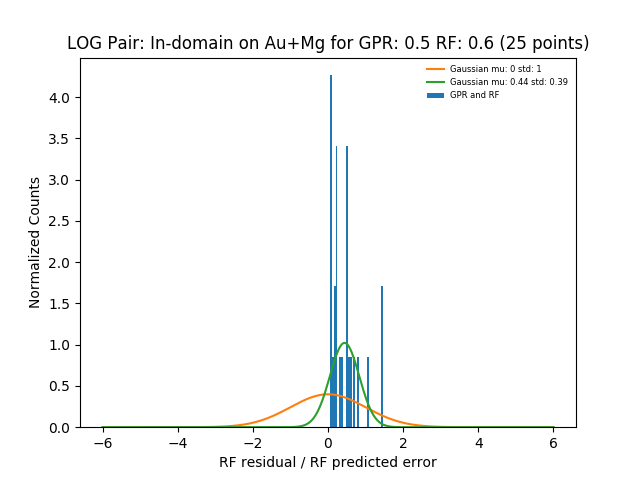 LOG Pair: In-domain on Au+Mg for GPR: 0.5 RF: 0.6 (25 points)
Gaussian mu: 0 std: 1
Gaussian mu: 0.44 std: 0.39
GPR and RF
Normalized Counts
4.0
3.5
3.0
2.5
2.0
1.5
1.0
0.5
0.0
−6 −4 −2 0 2 4 6
RF residual / RF predicted error